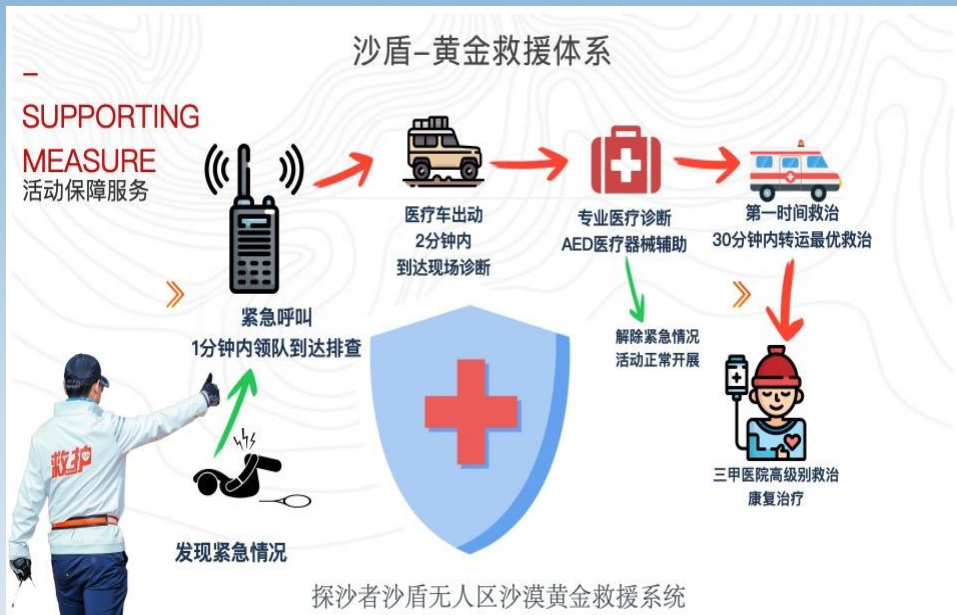 沙盾-黄金救援体系
SUPPORTING
MEASURE
活动保障服务
医疗车出动
2分钟内
到达现场诊断
专业医疗诊断
AED医疗器械辅助
第一时间救治
30分钟内转运最优救治
紧急呼叫
1分钟内领队到达排查
解除紧急情况
活动正常开展
救护
三甲医院高级别救治
康复治疗
发现紧急情况
探沙者沙盾无人区沙漠黄金救援系统